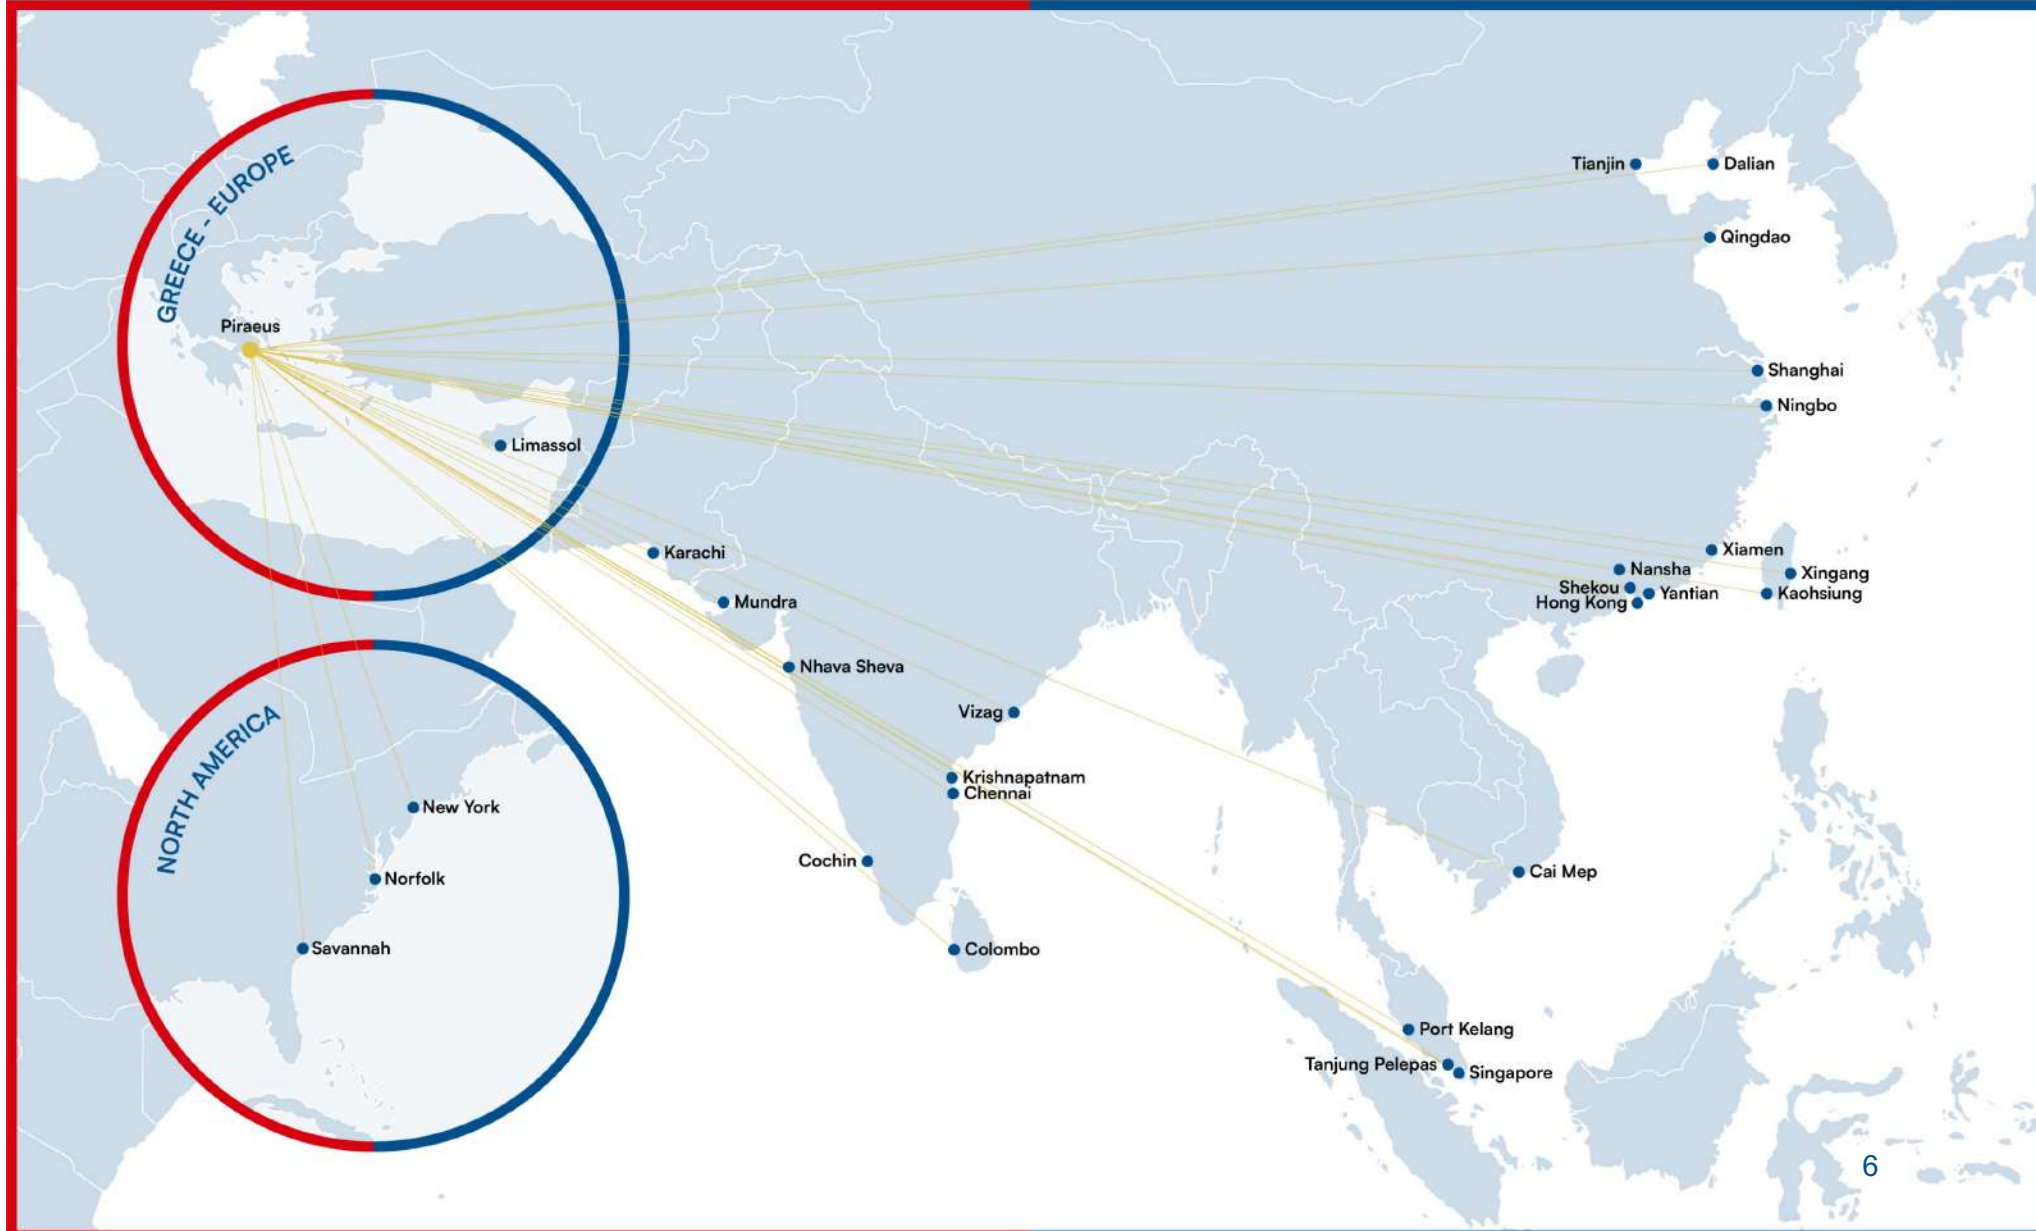 GREECE - EUROPE
Piraeus
Limassol
NORTH AMERICA
New York
Norfolk
Savannah
Tianjin
Dalian
Qingdao
Shanghai
Ningbo
Karachi
Mundra
Nhava Sheva
Vizag
Krishnapatnam
Chennai
Cochin
Colombo
Xiamen
Nansha
Xingang
Shekou
Yantian
Kaohsiung
Hong Kong
Cai Mep
Port Kelang
Tanjung Pelepas
Singapore
6